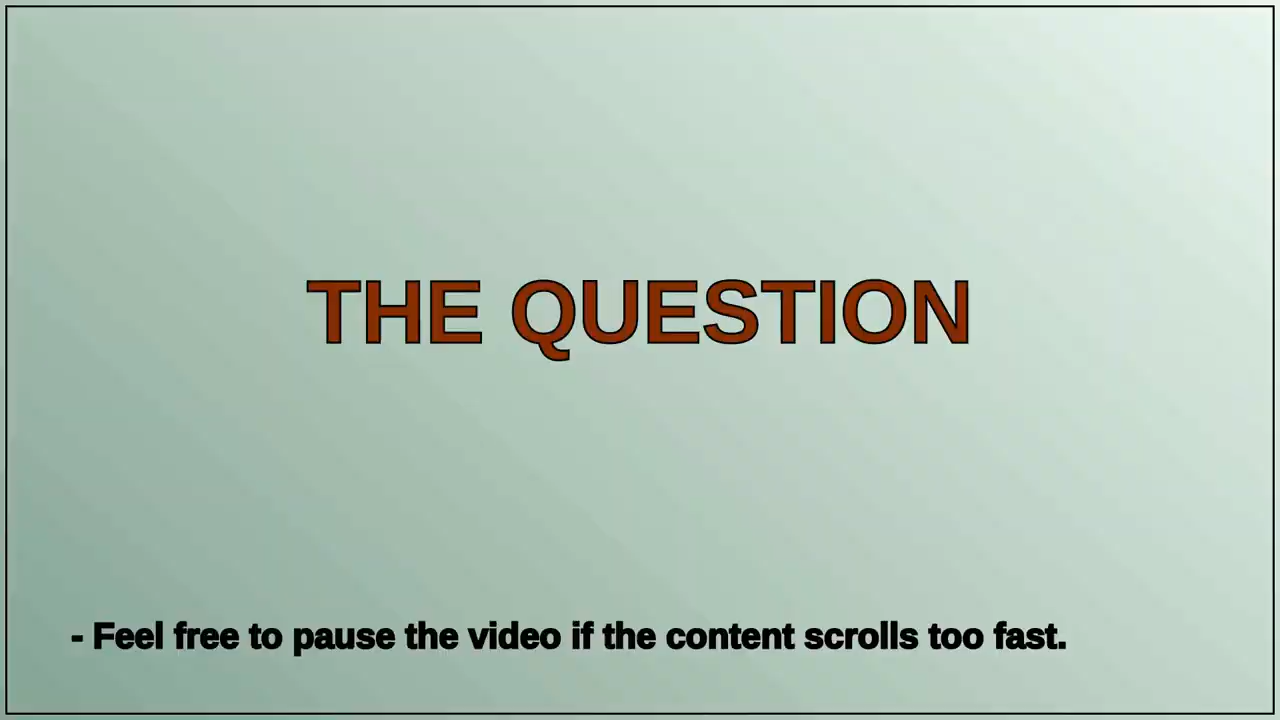 THE QUESTION
- Feel free to pause the video if the content scrolls too fast.